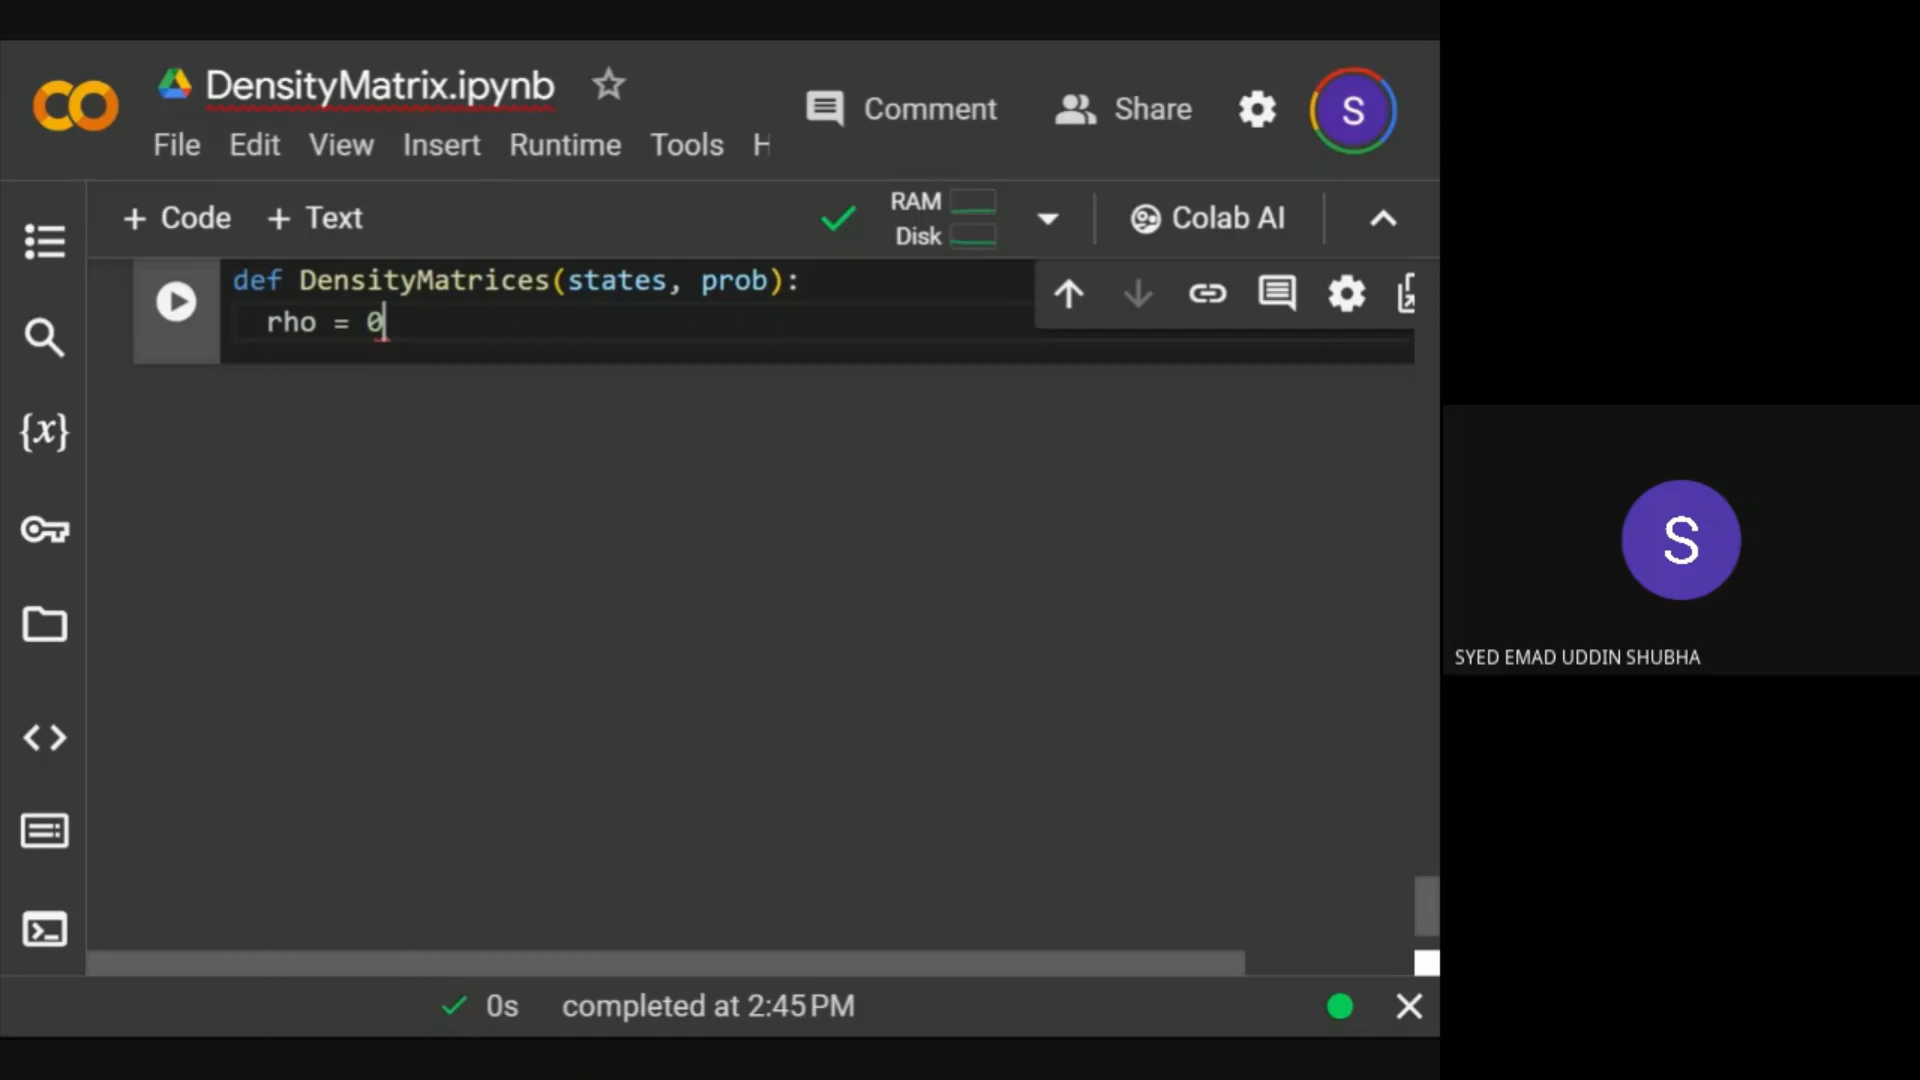 DensityMatrix.ipynb
File Edit View Insert Runtime Tools H
Comment Share S
+ Code + Text
RAM
Disk
Colab AI
def DensityMatrices(states, prob):
rho = 0
{x}
S
SYED EMAD UDDIN SHUBHA
0s completed at 2:45 PM